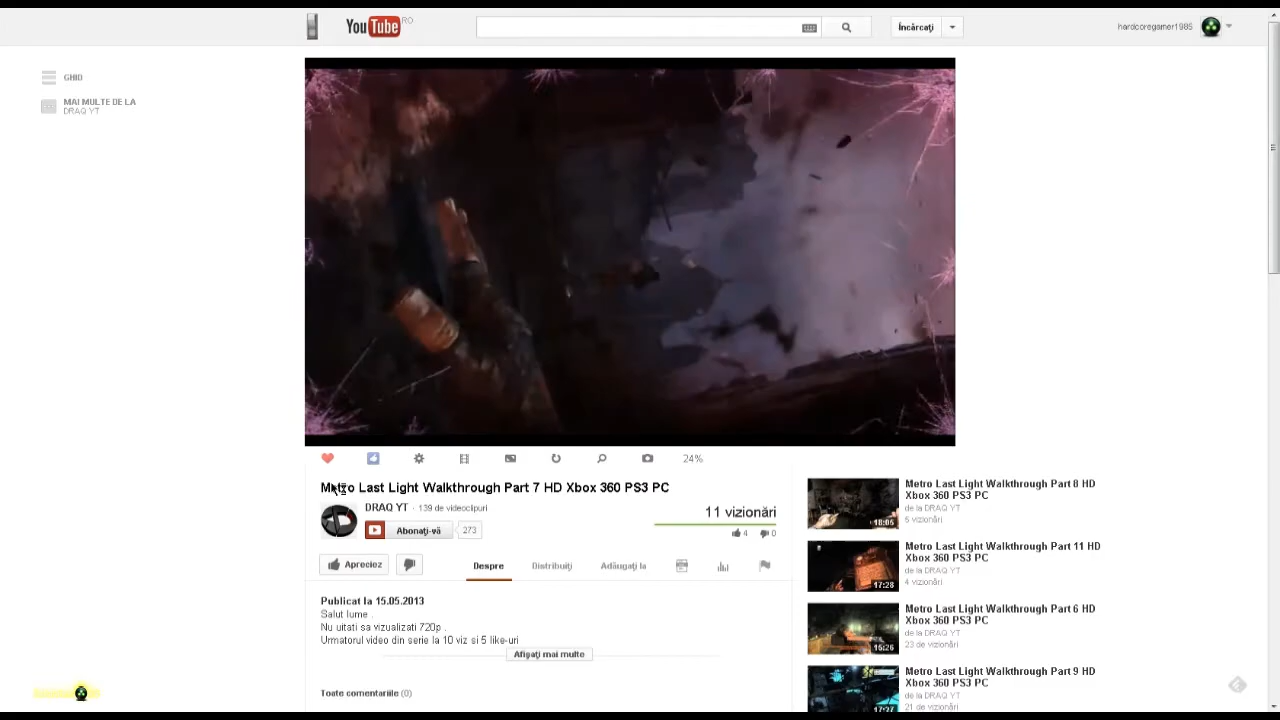 YouTube RO
Încărcați
hardcoregamer1985
GHID
MAI MULTE DE LA
DRAQ YT
24%
Metro Last Light Walkthrough Part 7 HD Xbox 360 PS3 PC
DRAQ YT · 139 de videoclipuri
Abonați-vă 273
11 vizionări
4 0
Apreciez
Despre Distribuiți Adăugați la
Publicat la 15.05.2013
Salut lume .
Nu uitati sa vizualizati 720p .
Urmatorul video din serie la 10 viz si 5 like-uri
Afișați mai multe
Toate comentariile (0)
Metro Last Light Walkthrough Part 8 HD
Xbox 360 PS3 PC
de la DRAQ YT
5 vizionări
18:05
Metro Last Light Walkthrough Part 11 HD
Xbox 360 PS3 PC
de la DRAQ YT
4 vizionări
17:28
Metro Last Light Walkthrough Part 6 HD
Xbox 360 PS3 PC
de la DRAQ YT
23 de vizionări
15:26
Metro Last Light Walkthrough Part 9 HD
Xbox 360 PS3 PC
de la DRAQ YT
21 de vizionări